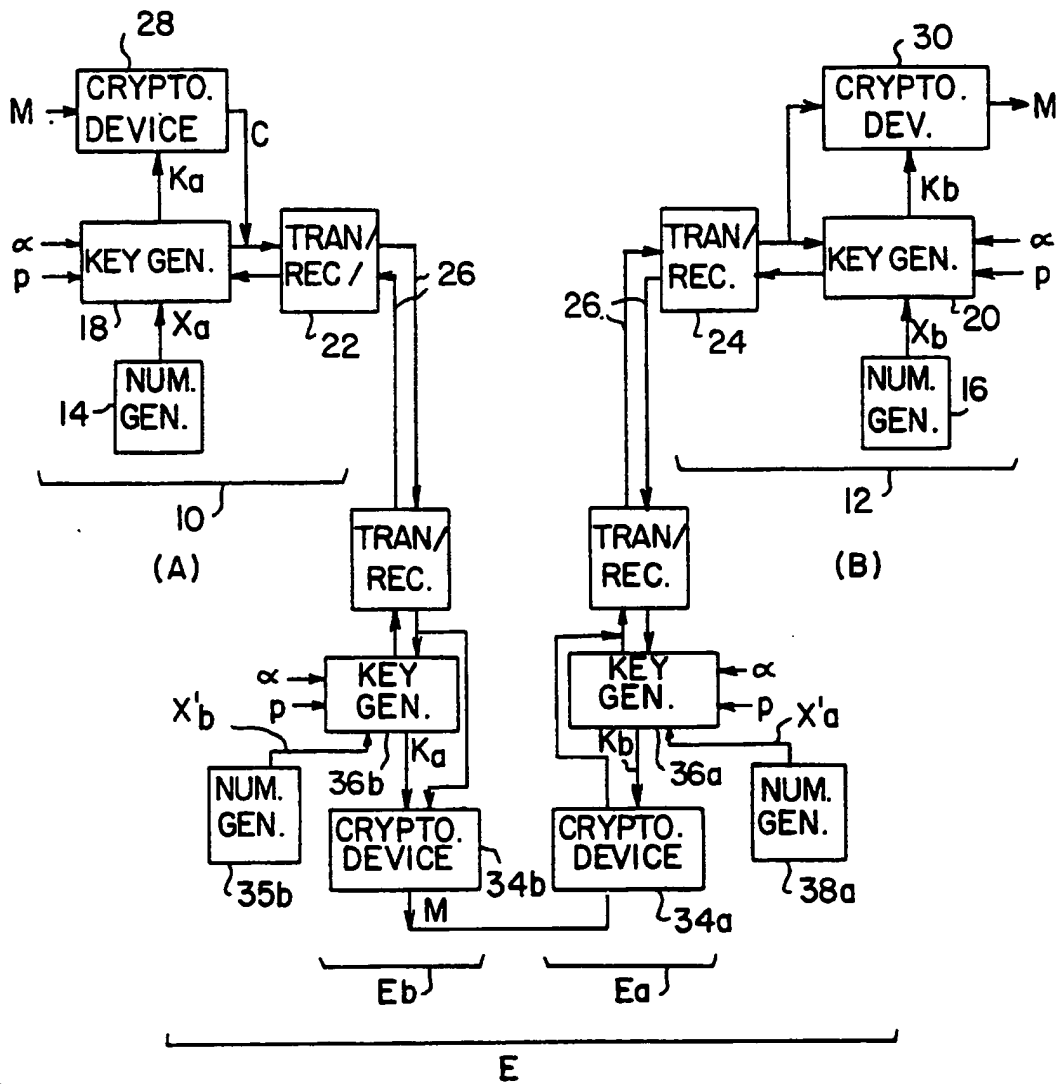 28
30
CRYPTO.
DEVICE
CRYPTO.
DEV.
M
M
C
Ka
Kb
α
p
KEY GEN.
TRAN/
REC/
TRAN/
REC.
KEY GEN.
α
p
26
26
18
Xa
22
24
Xb
20
14
NUM.
GEN.
NUM.
GEN.
16
10
12
(A)
(B)
TRAN/
REC.
TRAN/
REC.
α
p
KEY
GEN.
KEY
GEN.
α
p
X'b
X'a
Ka
36b
Kb
36a
NUM.
GEN.
NUM.
GEN.
35b
38a
CRYPTO.
DEVICE
CRYPTO.
DEVICE
34b
34a
M
Eb
Ea
E